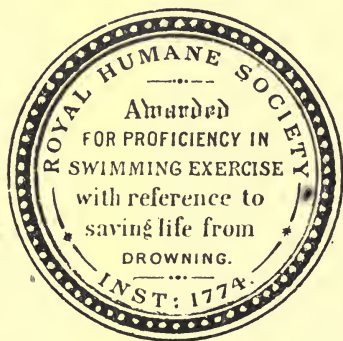 ROYAL HUMANE SOCIETY
Awarded
FOR PROFICIENCY IN
SWIMMING EXERCISE
with reference to
saving life from
DROWNING.
INST: 1774.